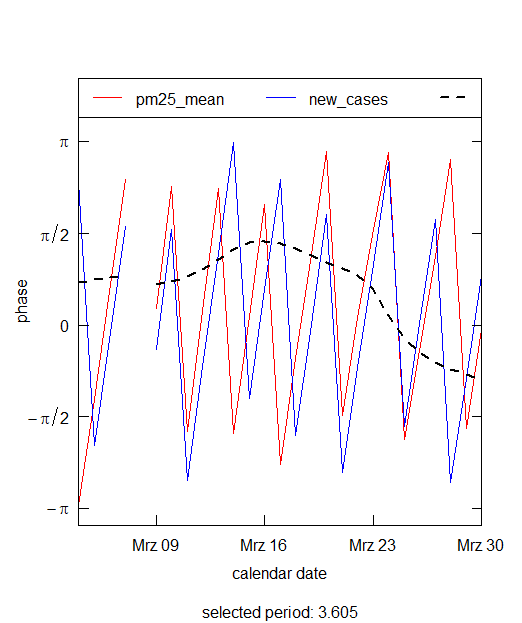 pm25_mean new_cases
π
π/2
0
−π/2
−π
phase
Mrz 09 Mrz 16 Mrz 23 Mrz 30
calendar date
selected period: 3.605